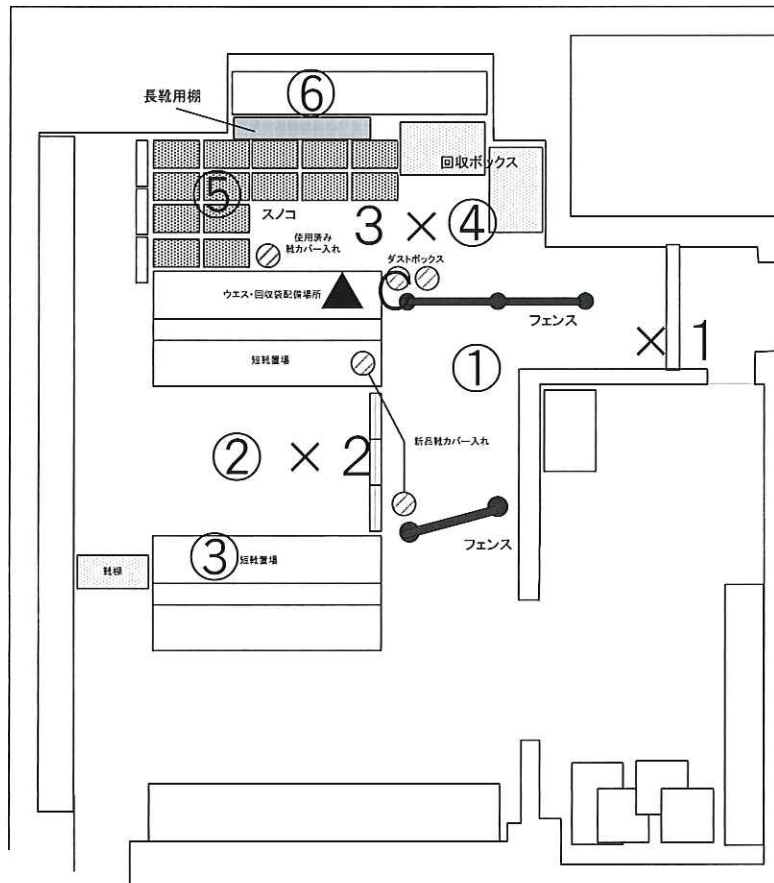 ⑥
長靴用棚
回収ボックス
⑤
スノコ
3 × ④
使用済み
靴カバー入れ
ダストボックス
ウエス・回収袋配備場所
フェンス
× 1
短靴置場
①
新品靴カバー入れ
② × 2
フェンス
③
短靴置場
靴棚